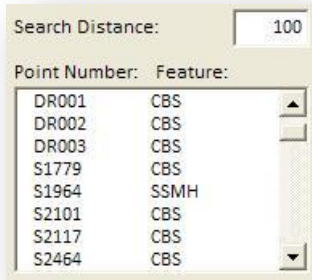 Search Distance: 100
Point Number: Feature:
DR001 CBS
DR002 CBS
DR003 CBS
S1779 CBS
S1964 SSMH
S2101 CBS
S2117 CBS
S2464 CBS